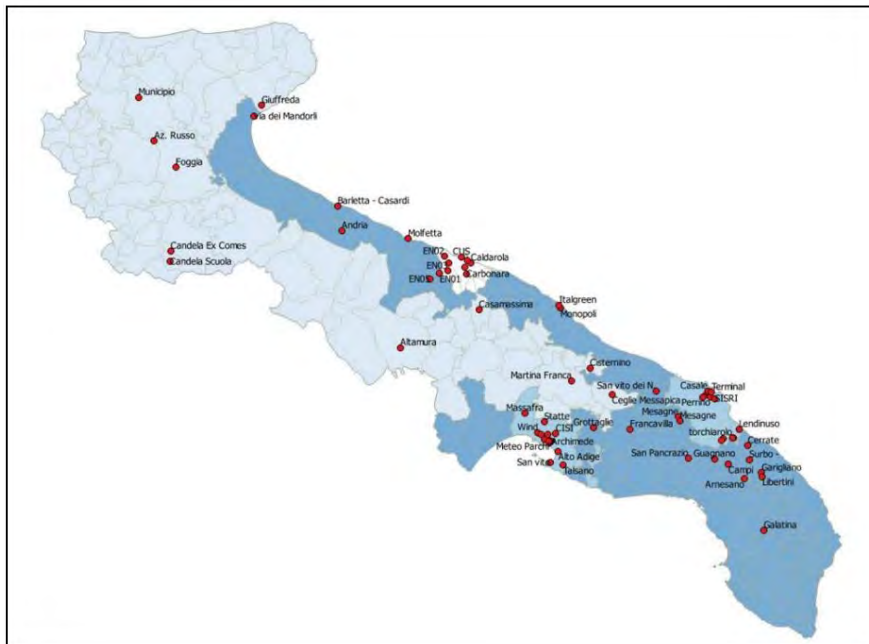 Municipio
Giuffreda
Via dei Mandorli
Az. Russo
Foggia
Barletta - Casardi
Andria
Molfetta
Candela Ex Comes
Candela Scuola
EN02
CUS
Caldarola
EN03
EN05
EN01
Carbonara
Casamassima
Italgreen
Monopoli
Altamura
Cisternino
Martina Franca
San vito dei N.
Casale
Terminal
Perrino
SISRI
Ceglie Messapica
Massafra
Statte
Grottaglie
Mesagne
Mesagne
Francavilla
torchiarolo
Lendinuso
Wind
CISI
Cerrate
Meteo Parchi
Archimede
Alto Adige
San Pancrazio
Guagnano
Surbo
San vito
Talsano
Campi
Garigliano
Arnesano
Libertini
Galatina